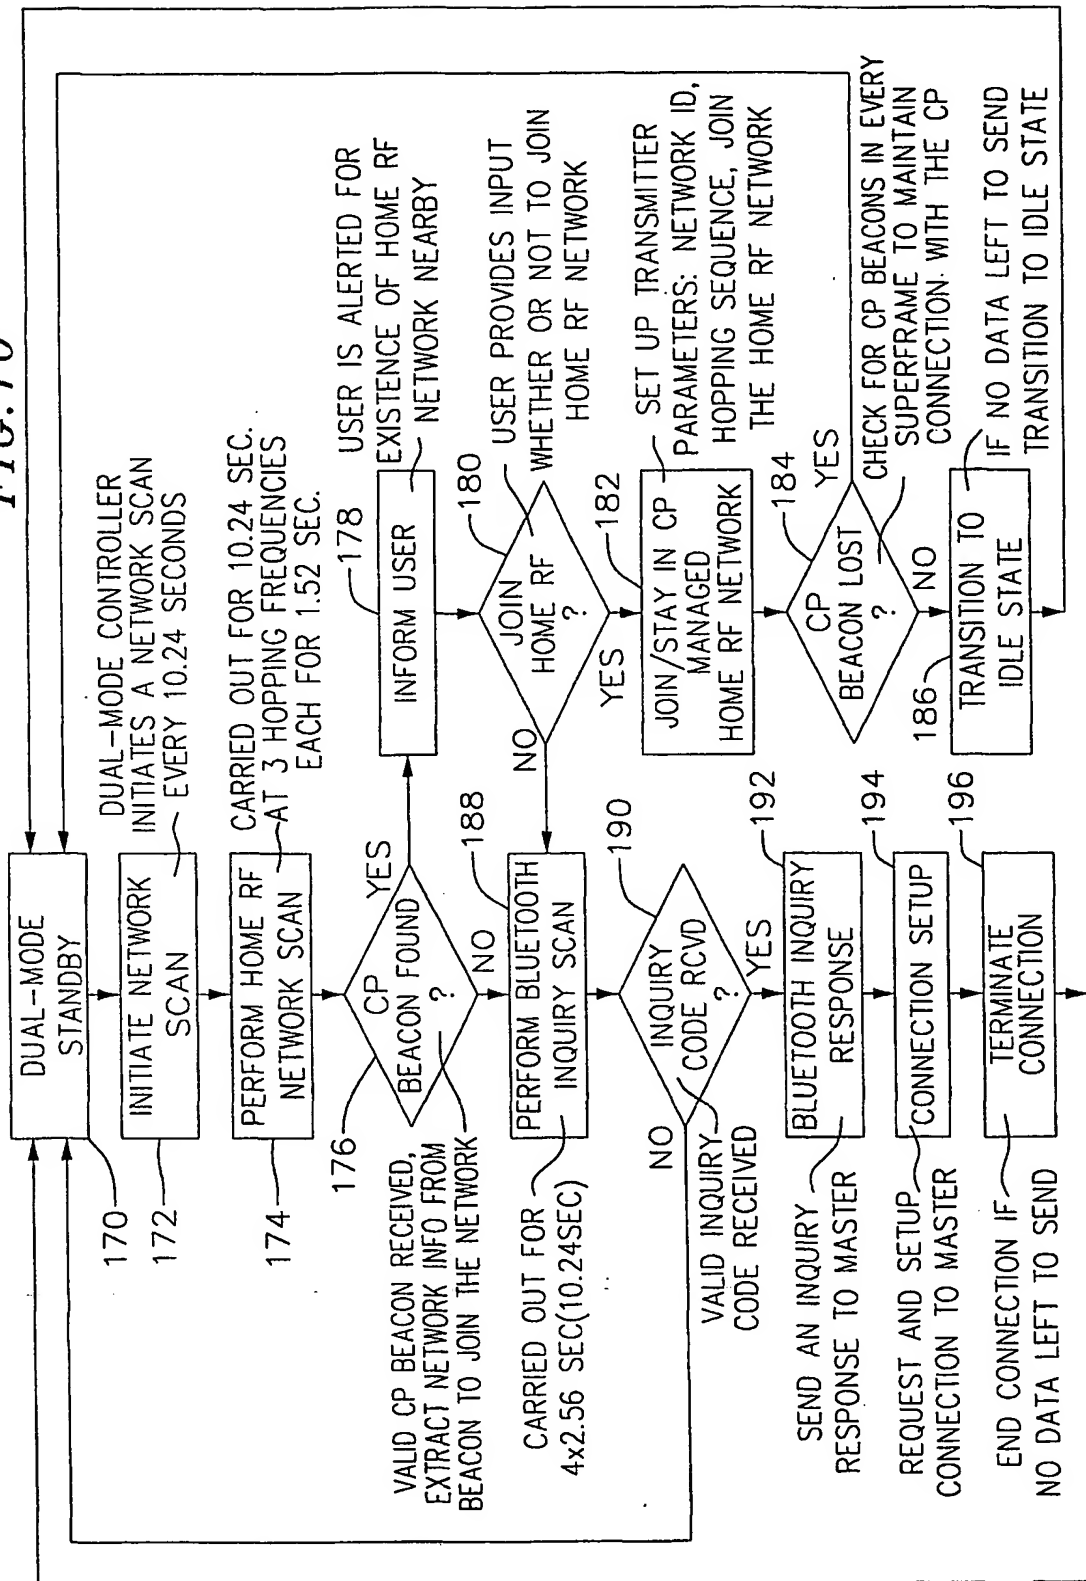 DUAL-MODE
STANDBY
170
DUAL-MODE CONTROLLER
INITIATES A NETWORK SCAN
EVERY 10.24 SECONDS
INITIATE NETWORK
SCAN
172
CARRIED OUT FOR 10.24 SEC.
AT 3 HOPPING FREQUENCIES
EACH FOR 1.52 SEC.
PERFORM HOME RF
NETWORK SCAN
174
CP
BEACON FOUND
?
176
YES
NO
VALID CP BEACON RECEIVED,
EXTRACT NETWORK INFO FROM
BEACON TO JOIN THE NETWORK
USER IS ALERTED FOR
EXISTENCE OF HOME RF
NETWORK NEARBY
178
INFORM USER
180
USER PROVIDES INPUT
WHETHER OR NOT TO JOIN
HOME RF NETWORK
JOIN
HOME RF
?
NO
YES
182
SET UP TRANSMITTER
PARAMETERS: NETWORK ID,
HOPPING SEQUENCE, JOIN
THE HOME RF NETWORK
JOIN/STAY IN CP
MANAGED
HOME RF NETWORK
184
CP
BEACON LOST
?
YES
NO
CHECK FOR CP BEACONS IN EVERY
SUPERFRAME TO MAINTAIN
CONNECTION WITH THE CP
186
TRANSITION TO
IDLE STATE
IF NO DATA LEFT TO SEND
TRANSITION TO IDLE STATE
188
PERFORM BLUETOOTH
INQUIRY SCAN
CARRIED OUT FOR
4x2.56 SEC(10.24SEC)
190
INQUIRY
CODE RCVD
?
NO
YES
VALID INQUIRY
CODE RECEIVED
192
BLUETOOTH INQUIRY
RESPONSE
SEND AN INQUIRY
RESPONSE TO MASTER
194
CONNECTION SETUP
REQUEST AND SETUP
CONNECTION TO MASTER
196
TERMINATE
CONNECTION
END CONNECTION IF
NO DATA LEFT TO SEND